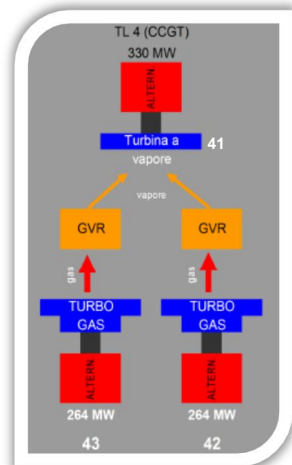 TL 4 (CCGT)
330 MW
ALTERN.
Turbina a 41
vapore
vapore
GVR GVR
gas gas
TURBO TURBO
GAS GAS
ALTERN. ALTERN.
264 MW 264 MW
43 42